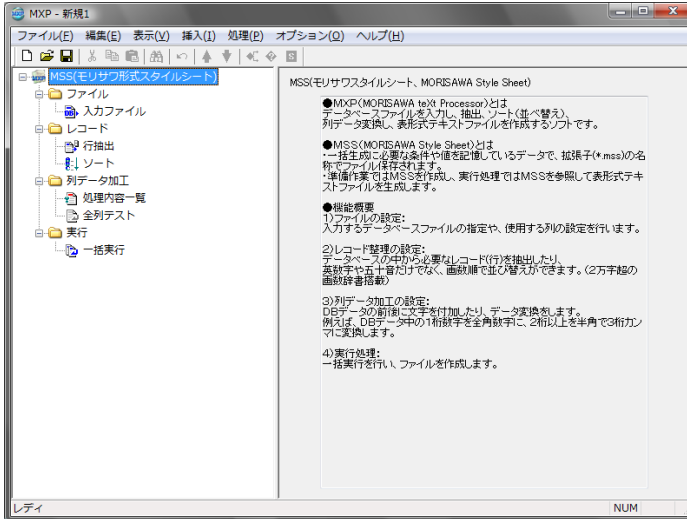 MXP - 新規1
ファイル(F) 編集(E) 表示(V) 挿入(I) 処理(P) オプション(O) ヘルプ(H)
MSS(モリサワ形式スタイルシート)
ファイル
入力ファイル
レコード
行抽出
ソート
列データ加工
処理内容一覧
全列テスト
実行
一括実行
MSS(モリサワスタイルシート、MORISAWA Style Sheet)
●MXP(MORISAWA teXt Processor)とは
データベースファイルを入力し、抽出、ソート(並べ替え)、
列データ変換し、表形式テキストファイルを作成するソフトです。
●MSS(MORISAWA Style Sheet)とは
・一括生成に必要な条件や値を記憶しているデータで、拡張子(*.mss)の名
称でファイル保存されます。
・準備作業ではMSSを作成し、実行処理ではMSSを参照して表形式テキ
ストファイルを生成します。
●機能概要
1)ファイルの設定:
入力するデータベースファイルの指定や、使用する列の設定を行います。
2)レコード整理の設定:
データベースの中から必要なレコード(行)を抽出したり、
英数字や五十音だけでなく、画数順で並び替えができます。(2万字超の
画数辞書搭載)
3)列データ加工の設定:
DBデータの前後に文字を付加したり、データ変換をします。
例えば、DBデータ中の1桁数字を全角数字に、2桁以上を半角で3桁カン
マに変換します。
4)実行処理:
一括実行を行い、ファイルを作成します。
レディ
NUM